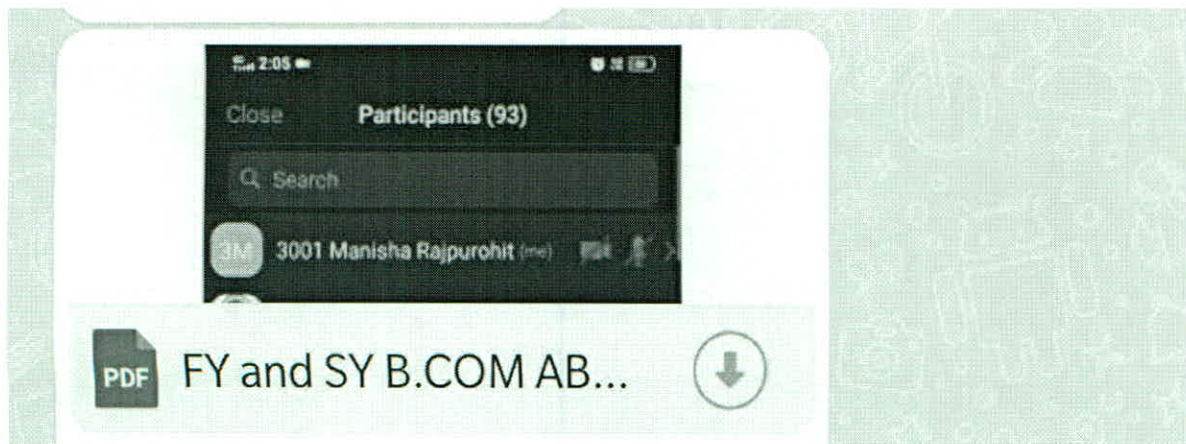 2:05
Close Participants (93)
Search
3M 3001 Manisha Rajpurohit (me)
PDF FY and SY B.COM AB...